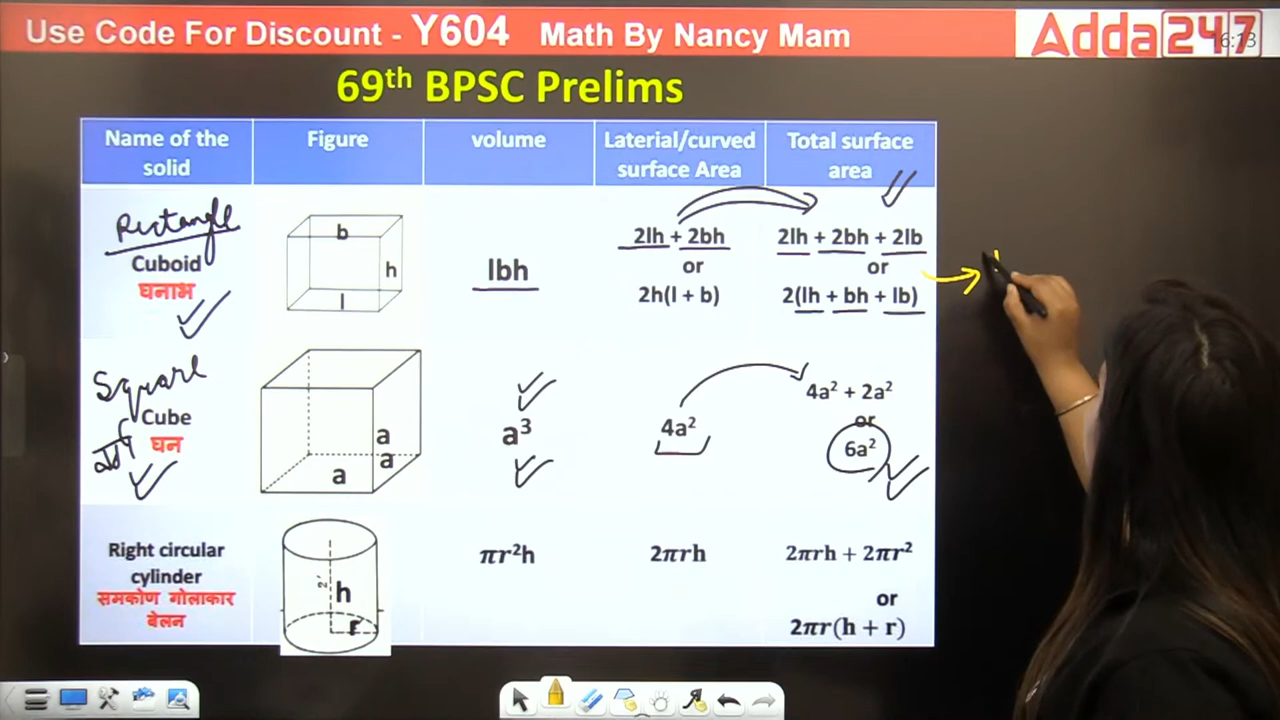 Use Code For Discount - Y604 Math By Nancy Mam
Adda247
16:13
69th BPSC Prelims
Name of the solid
Figure
volume
Laterial/curved surface Area
Total surface area
Rectangle
Cuboid
घनाभ
b
h
l
lbh
2lh + 2bh
or
2h(l + b)
2lh + 2bh + 2lb
or
2(lh + bh + lb)
Square
Cube
वर्ग घन
a
a
a
a³
4a²
4a² + 2a²
or
6a²
Right circular
cylinder
समकोण गोलाकार
बेलन
h
r
πr²h
2πrh
2πrh + 2πr²
or
2πr(h + r)